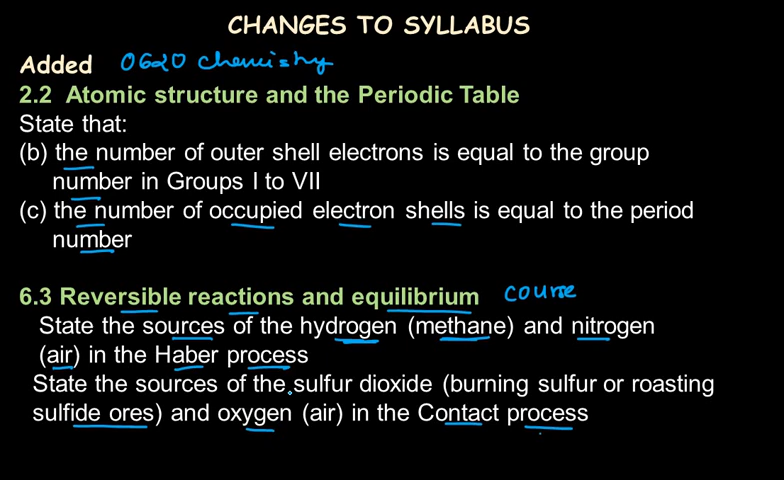 CHANGES TO SYLLABUS
Added 0620 Chemistry
2.2 Atomic structure and the Periodic Table
State that:
(b) the number of outer shell electrons is equal to the group
number in Groups I to VII
(c) the number of occupied electron shells is equal to the period
number
6.3 Reversible reactions and equilibrium course
State the sources of the hydrogen (methane) and nitrogen
(air) in the Haber process
State the sources of the sulfur dioxide (burning sulfur or roasting
sulfide ores) and oxygen (air) in the Contact process